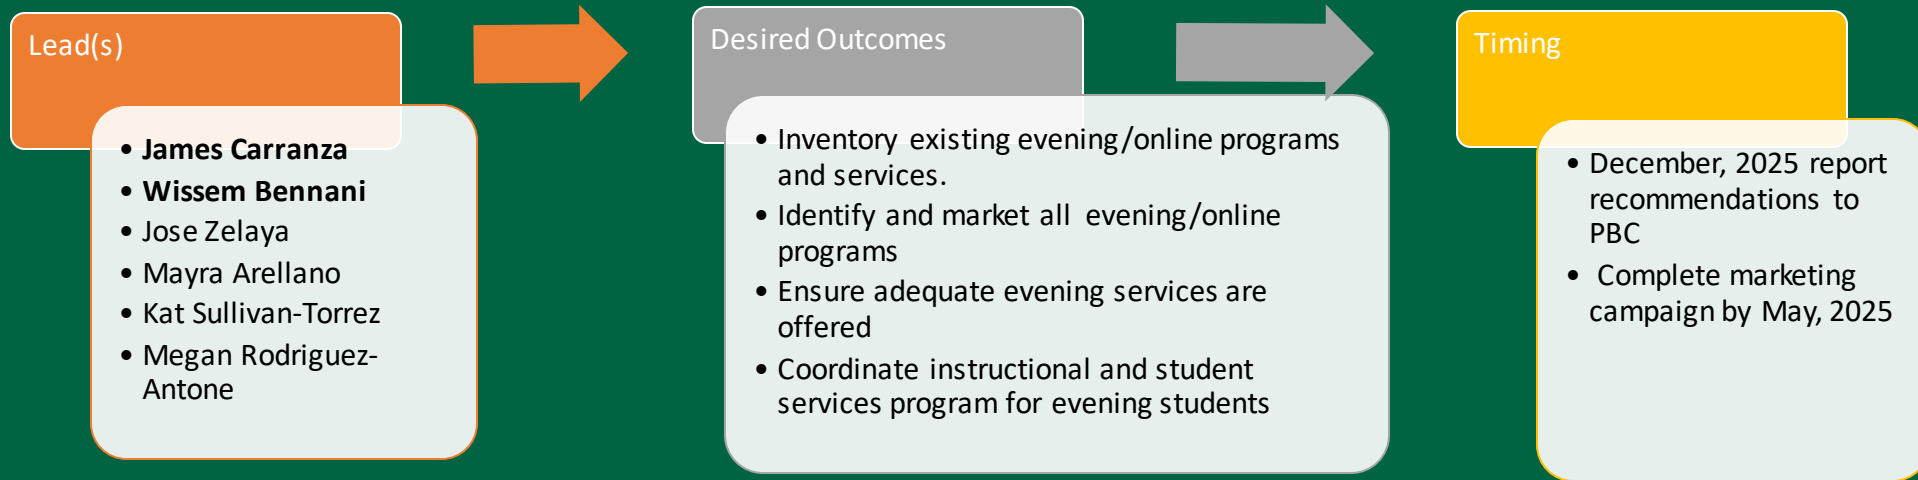 Lead(s)
• James Carranza
• Wissem Bennani
• Jose Zelaya
• Mayra Arellano
• Kat Sullivan-Torrez
• Megan Rodriguez-
Antone
Desired Outcomes
• Inventory existing evening/online programs
and services.
• Identify and market all evening/online
programs
• Ensure adequate evening services are
offered
• Coordinate instructional and student
services program for evening students
Timing
• December, 2025 report
recommendations to
PBC
• Complete marketing
campaign by May, 2025